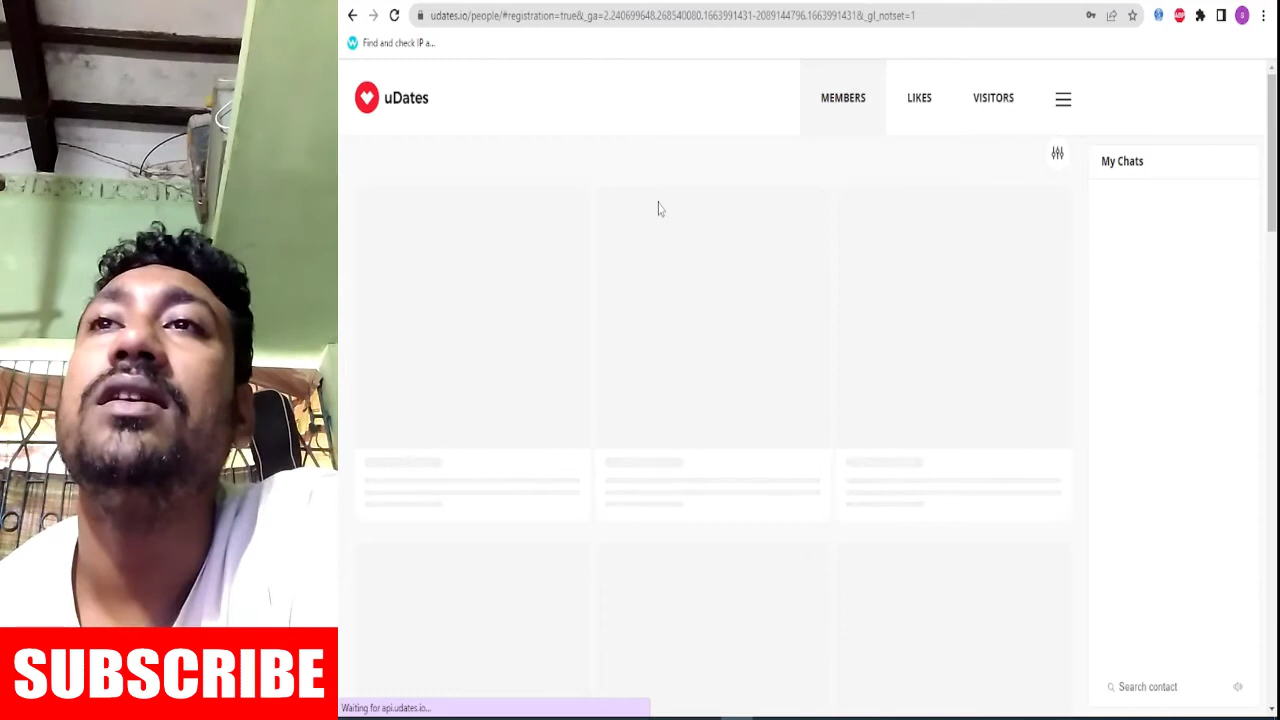 udates.io/people/#registration=true&_ga=2.240699648.268540080.1663991431-2089144796.1663991431&_gl_notset=1
Find and check IP a...
uDates
MEMBERS
LIKES
VISITORS
My Chats
Search contact
SUBSCRIBE
Waiting for api.udates.io...